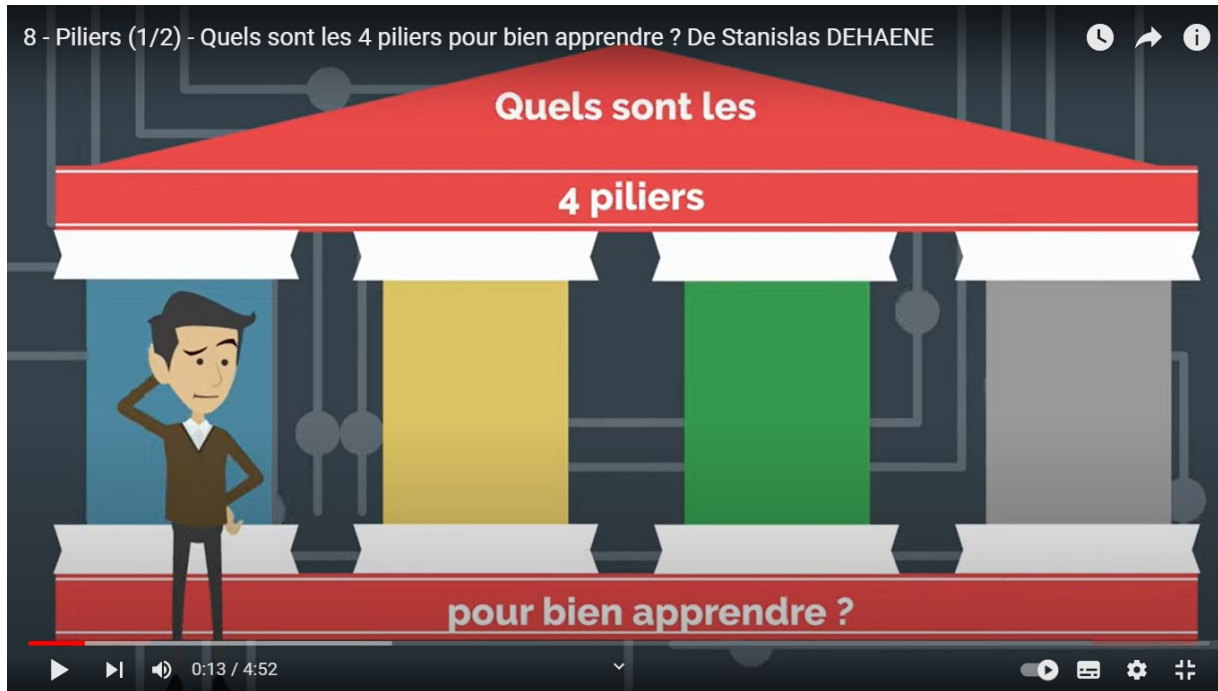 8 - Piliers (1/2) - Quels sont les 4 piliers pour bien apprendre ? De Stanislas DEHAENE
Quels sont les
4 piliers
pour bien apprendre ?
0:13 / 4:52